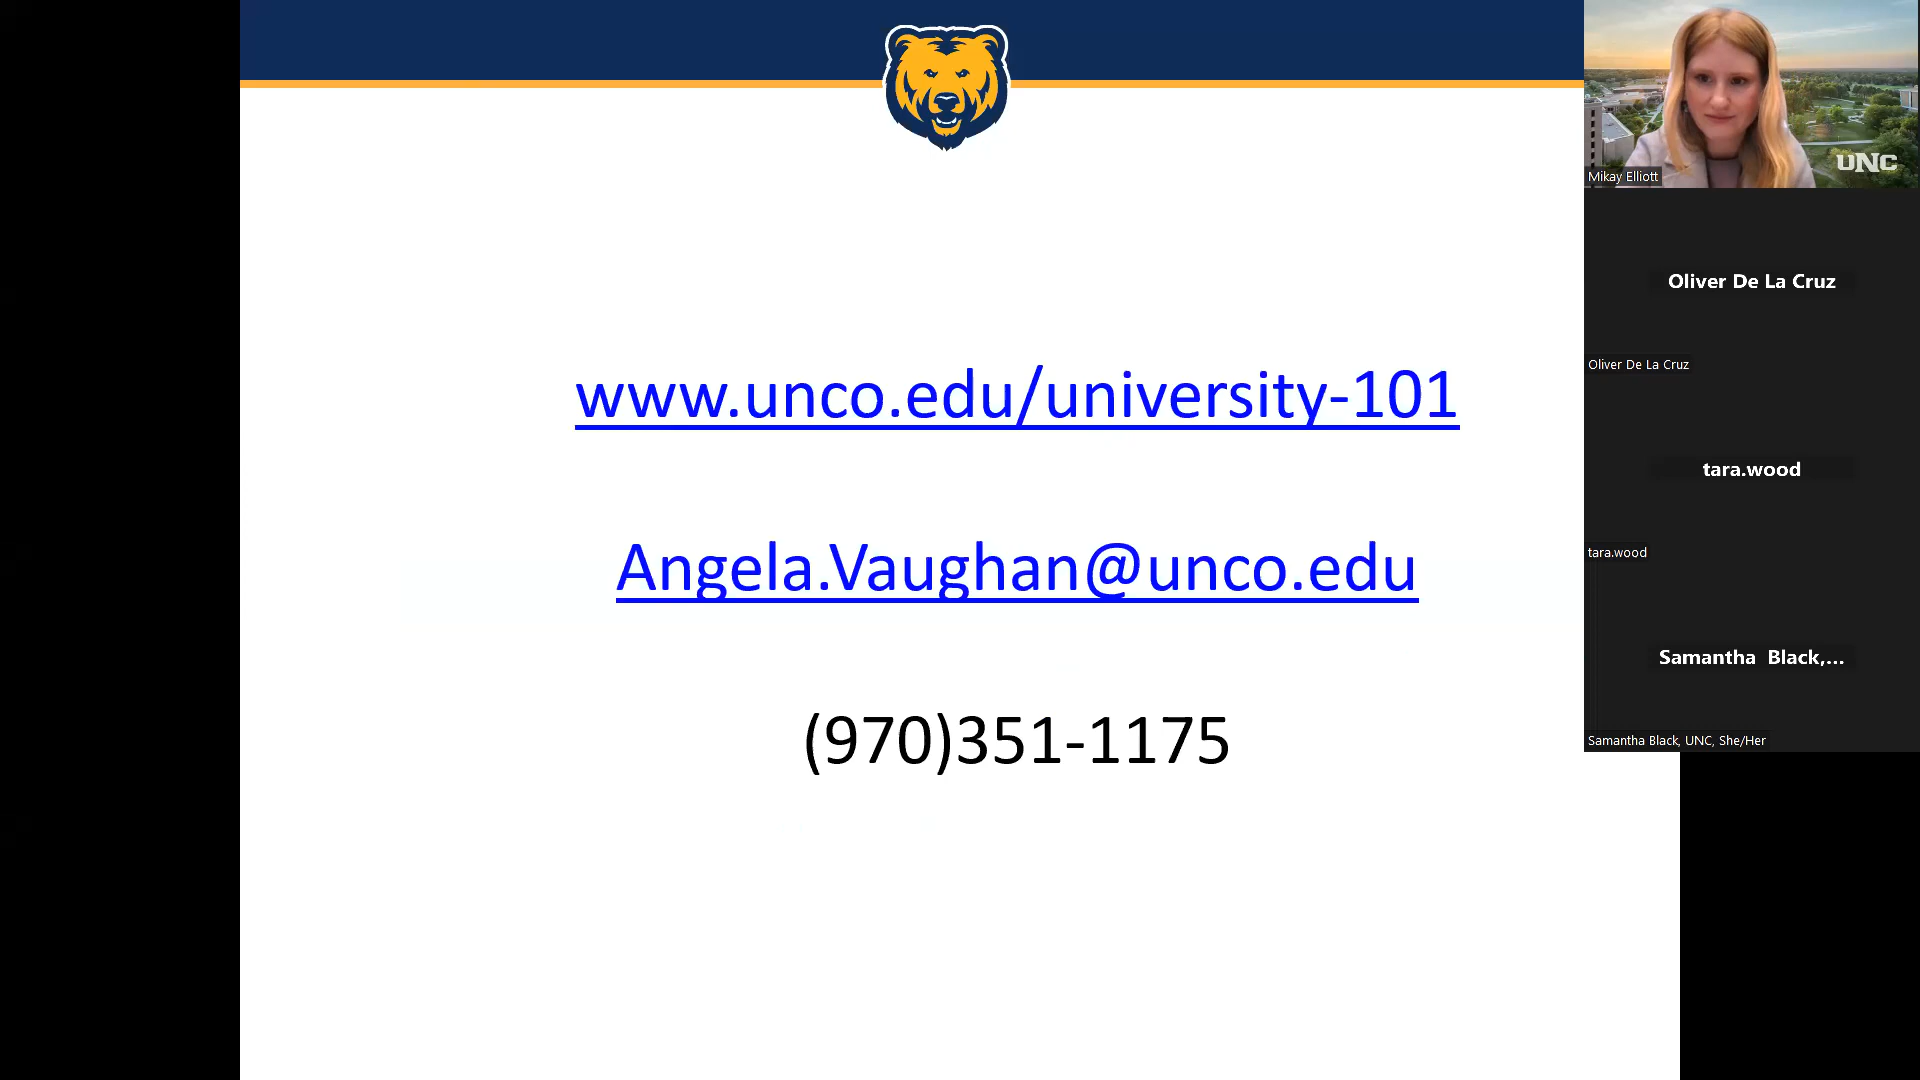 www.unco.edu/university-101
Angela.Vaughan@unco.edu
(970)351-1175
UNC
Mikay Elliott
Oliver De La Cruz
Oliver De La Cruz
tara.wood
tara.wood
Samantha Black,...
Samantha Black, UNC, She/Her